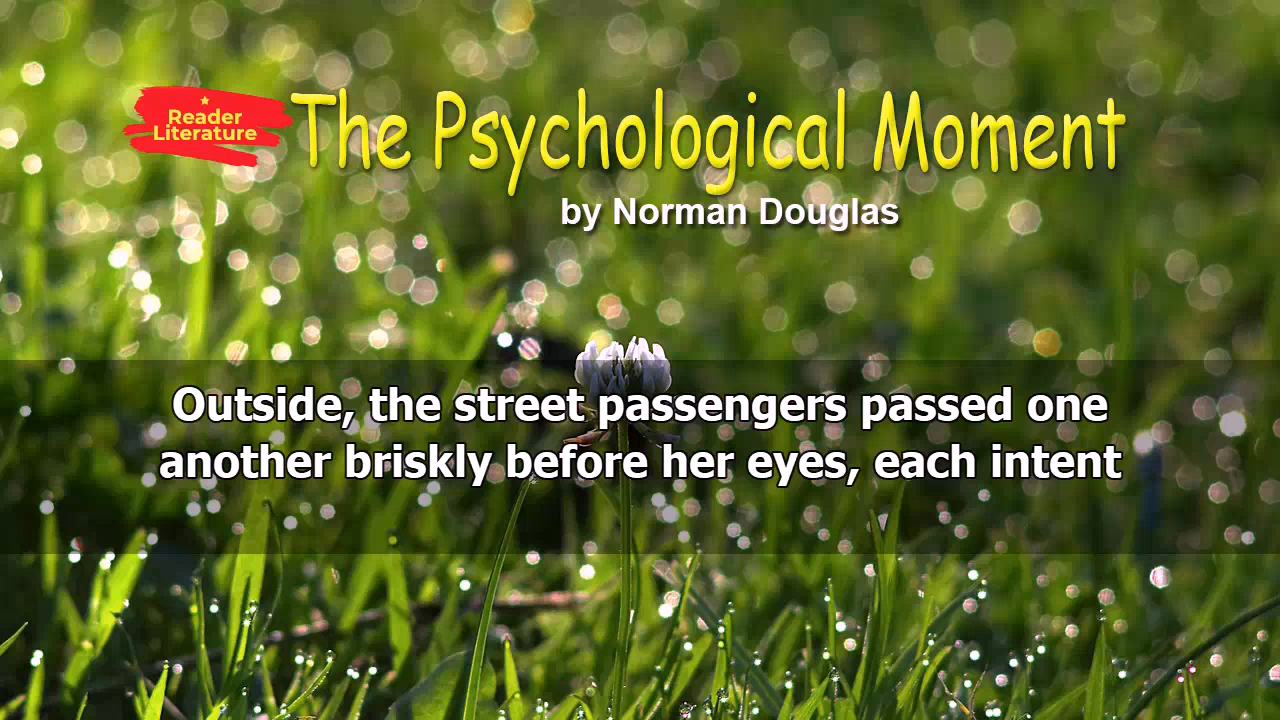 Reader
Literature
The Psychological Moment
by Norman Douglas
Outside, the street passengers passed one
another briskly before her eyes, each intent